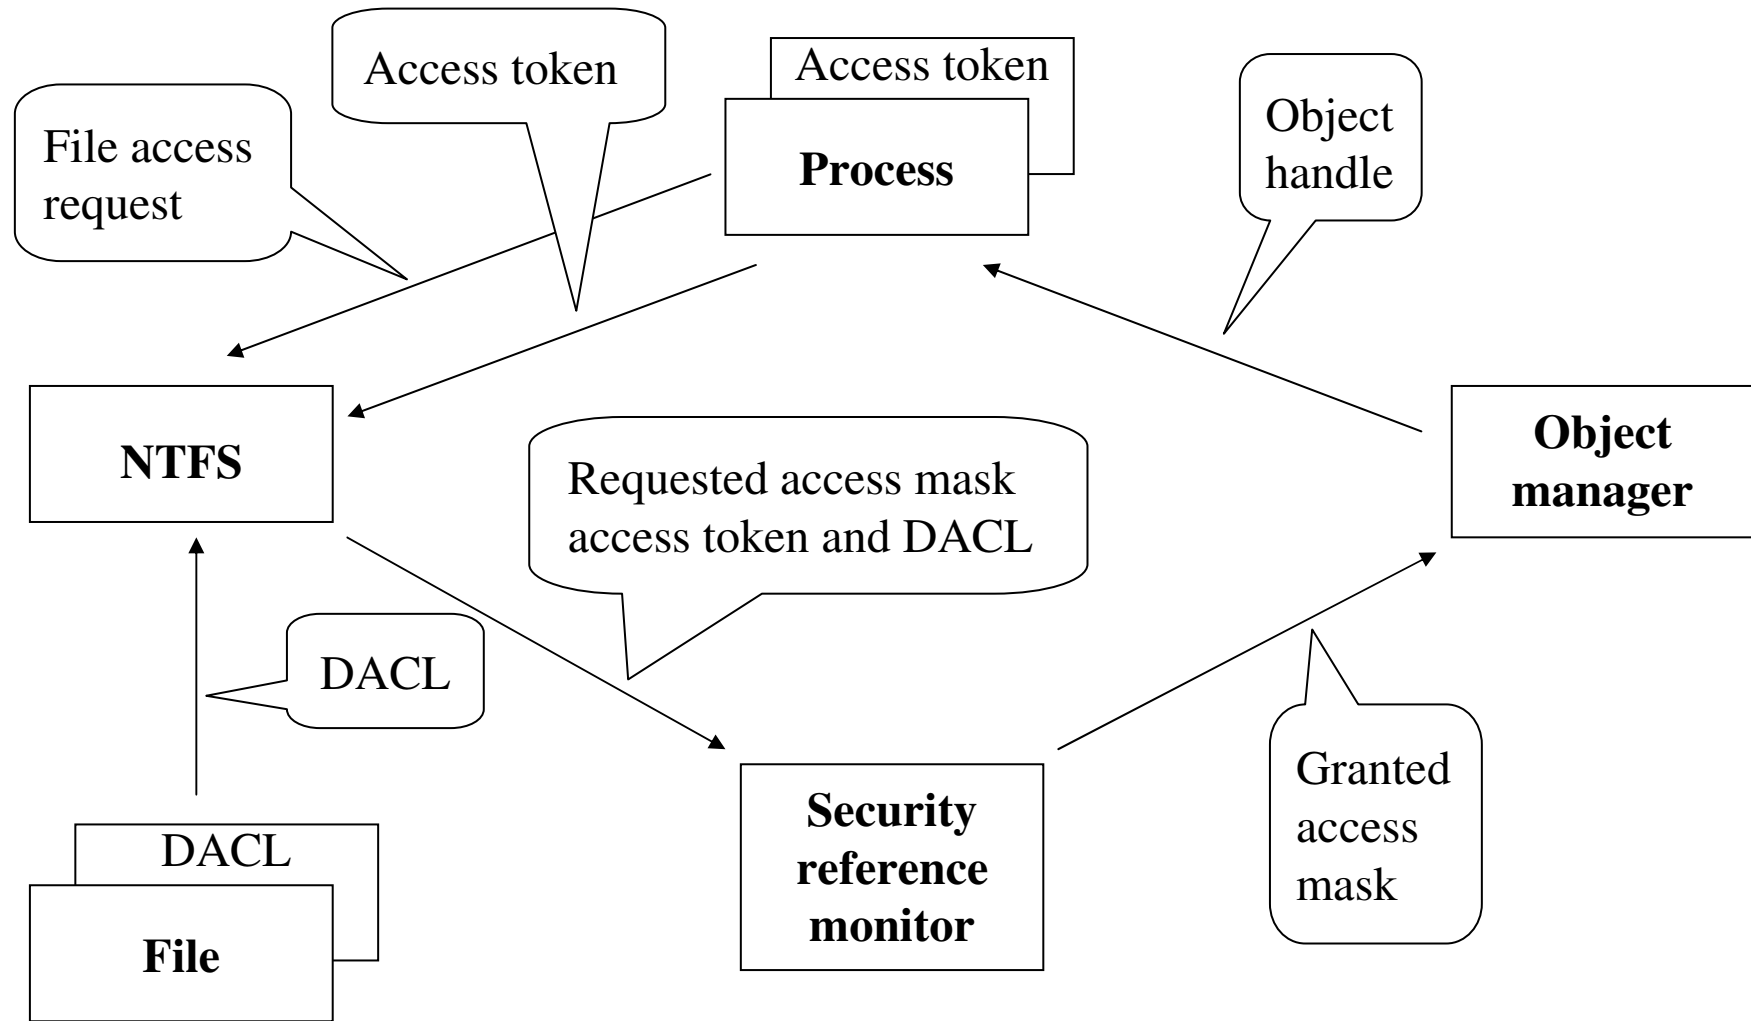 Access token
Access token
File access
request
Process
Object
handle
NTFS
Requested access mask
access token and DACL
Object
manager
DACL
DACL
File
Security
reference
monitor
Granted
access
mask